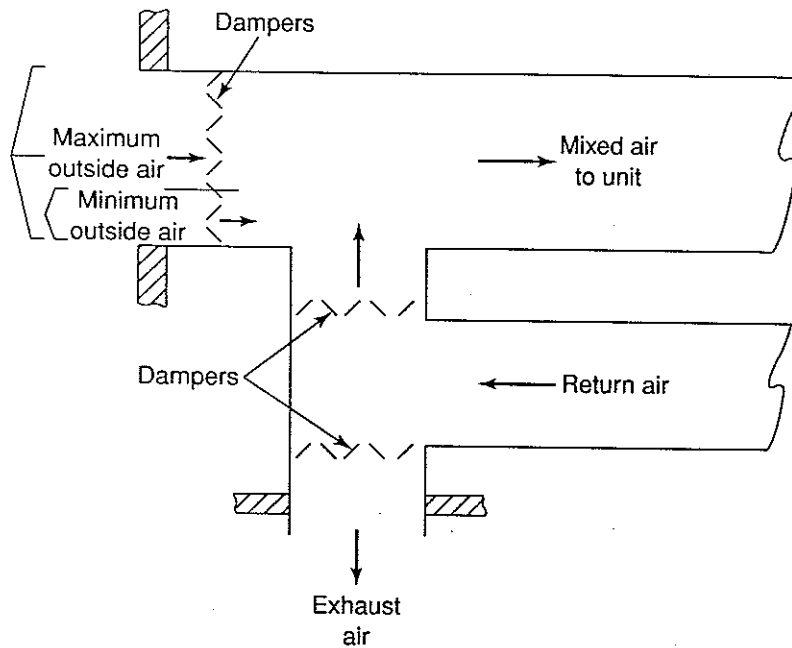 Dampers
Maximum
outside air
Minimum
outside air
Mixed air
to unit
Dampers
Return air
Exhaust
air